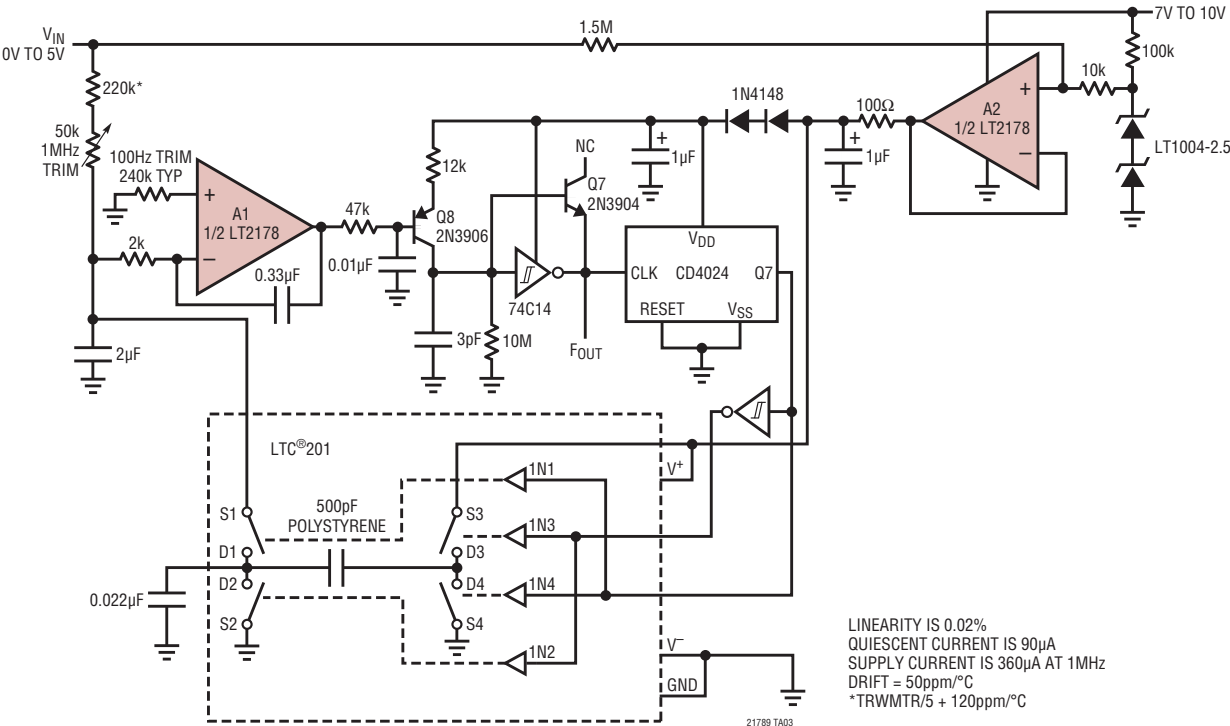 VIN
0V TO 5V
1.5M
7V TO 10V
220k*
100k
10k
50k
1MHz
TRIM
100Hz TRIM
240k TYP
1N4148
100Ω
+
A2
1/2 LT2178
−
LT1004-2.5
+
1µF
+
1µF
NC
12k
Q7
2N3904
+
A1
1/2 LT2178
−
47k
Q8
2N3906
2k
0.33µF
0.01µF
VDD
CLK
CD4024
Q7
RESET
VSS
74C14
2µF
3pF
10M
FOUT
LTC®201
V+
1N1
500pF
POLYSTYRENE
S1
S3
1N3
D1
D3
D2
D4
1N4
0.022µF
S2
S4
1N2
V−
GND
LINEARITY IS 0.02%
QUIESCENT CURRENT IS 90µA
SUPPLY CURRENT IS 360µA AT 1MHz
DRIFT = 50ppm/°C
*TRWMTR/5 + 120ppm/°C
21789 TA03